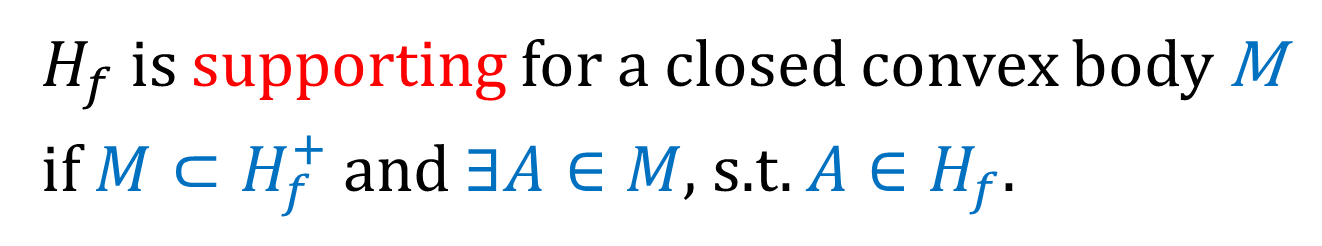 𝐻_𝑓 is supporting for a closed convex body 𝑀
if 𝑀 ⊂ 𝐻_𝑓^+ and ∃𝐴 ∈ 𝑀, s.t. 𝐴 ∈ 𝐻_𝑓.